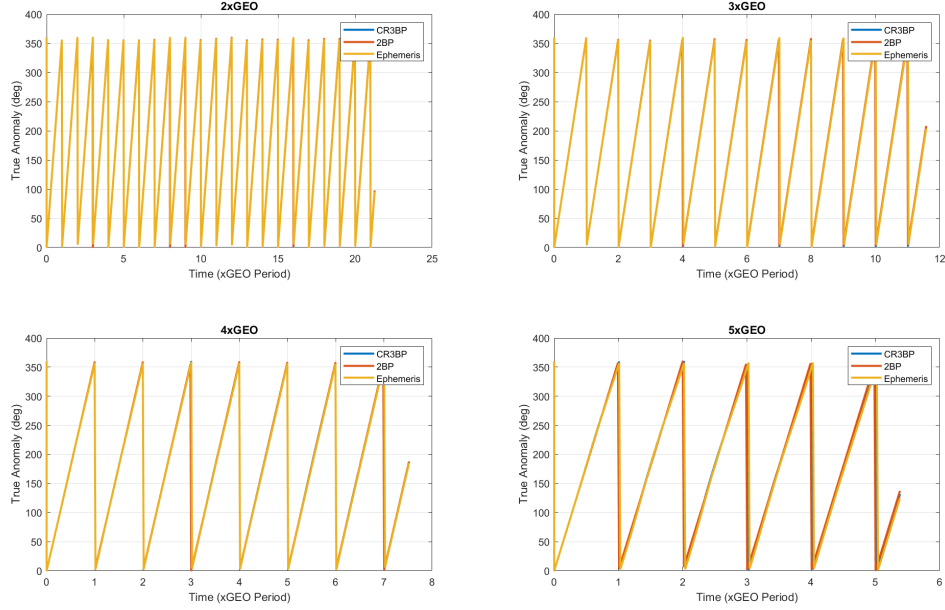 2xGEO
400
350
300
250
200
150
100
50
0
True Anomaly (deg)
0 5 10 15 20 25
Time (xGEO Period)
CR3BP
2BP
Ephemeris
3xGEO
400
350
300
250
200
150
100
50
0
True Anomaly (deg)
0 2 4 6 8 10 12
Time (xGEO Period)
CR3BP
2BP
Ephemeris
4xGEO
400
350
300
250
200
150
100
50
0
True Anomaly (deg)
0 1 2 3 4 5 6 7 8
Time (xGEO Period)
CR3BP
2BP
Ephemeris
5xGEO
400
350
300
250
200
150
100
50
0
True Anomaly (deg)
0 1 2 3 4 5 6
Time (xGEO Period)
CR3BP
2BP
Ephemeris